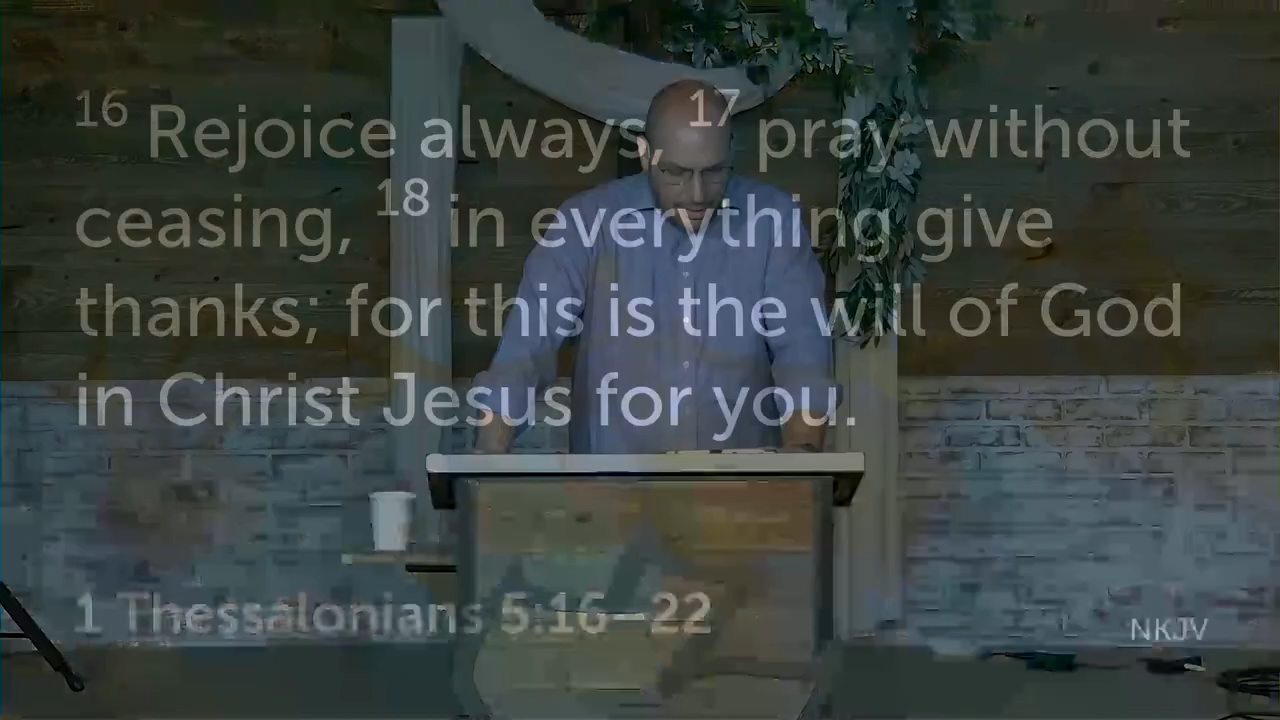 16 Rejoice always, 17 pray without
ceasing, 18 in everything give
thanks; for this is the will of God
in Christ Jesus for you.
1 Thessalonians 5:16–22
NKJV